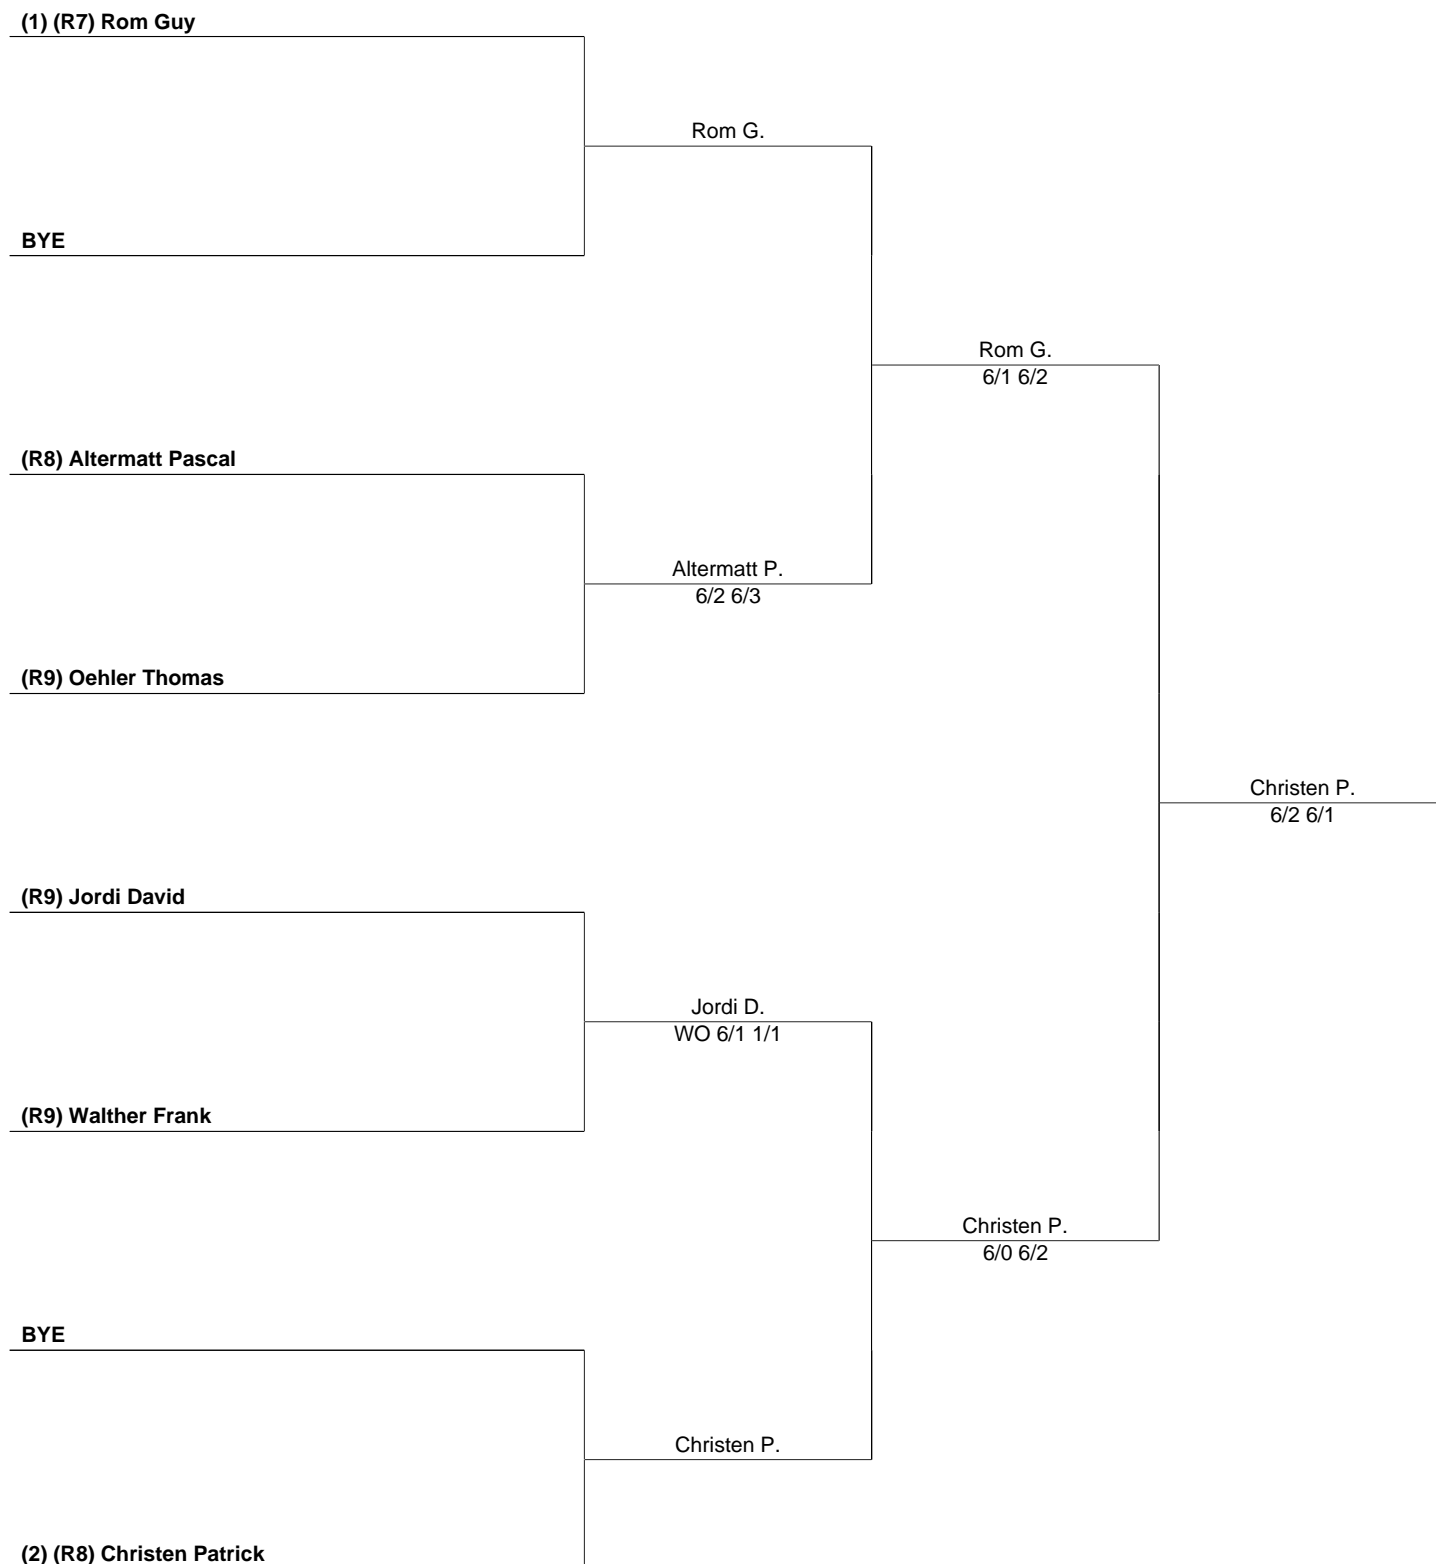 (1) (R7) Rom Guy
Rom G.
BYE
Rom G.
6/1 6/2
(R8) Altermatt Pascal
Altermatt P.
6/2 6/3
(R9) Oehler Thomas
Christen P.
6/2 6/1
(R9) Jordi David
Jordi D.
WO 6/1 1/1
(R9) Walther Frank
Christen P.
6/0 6/2
BYE
Christen P.
(2) (R8) Christen Patrick